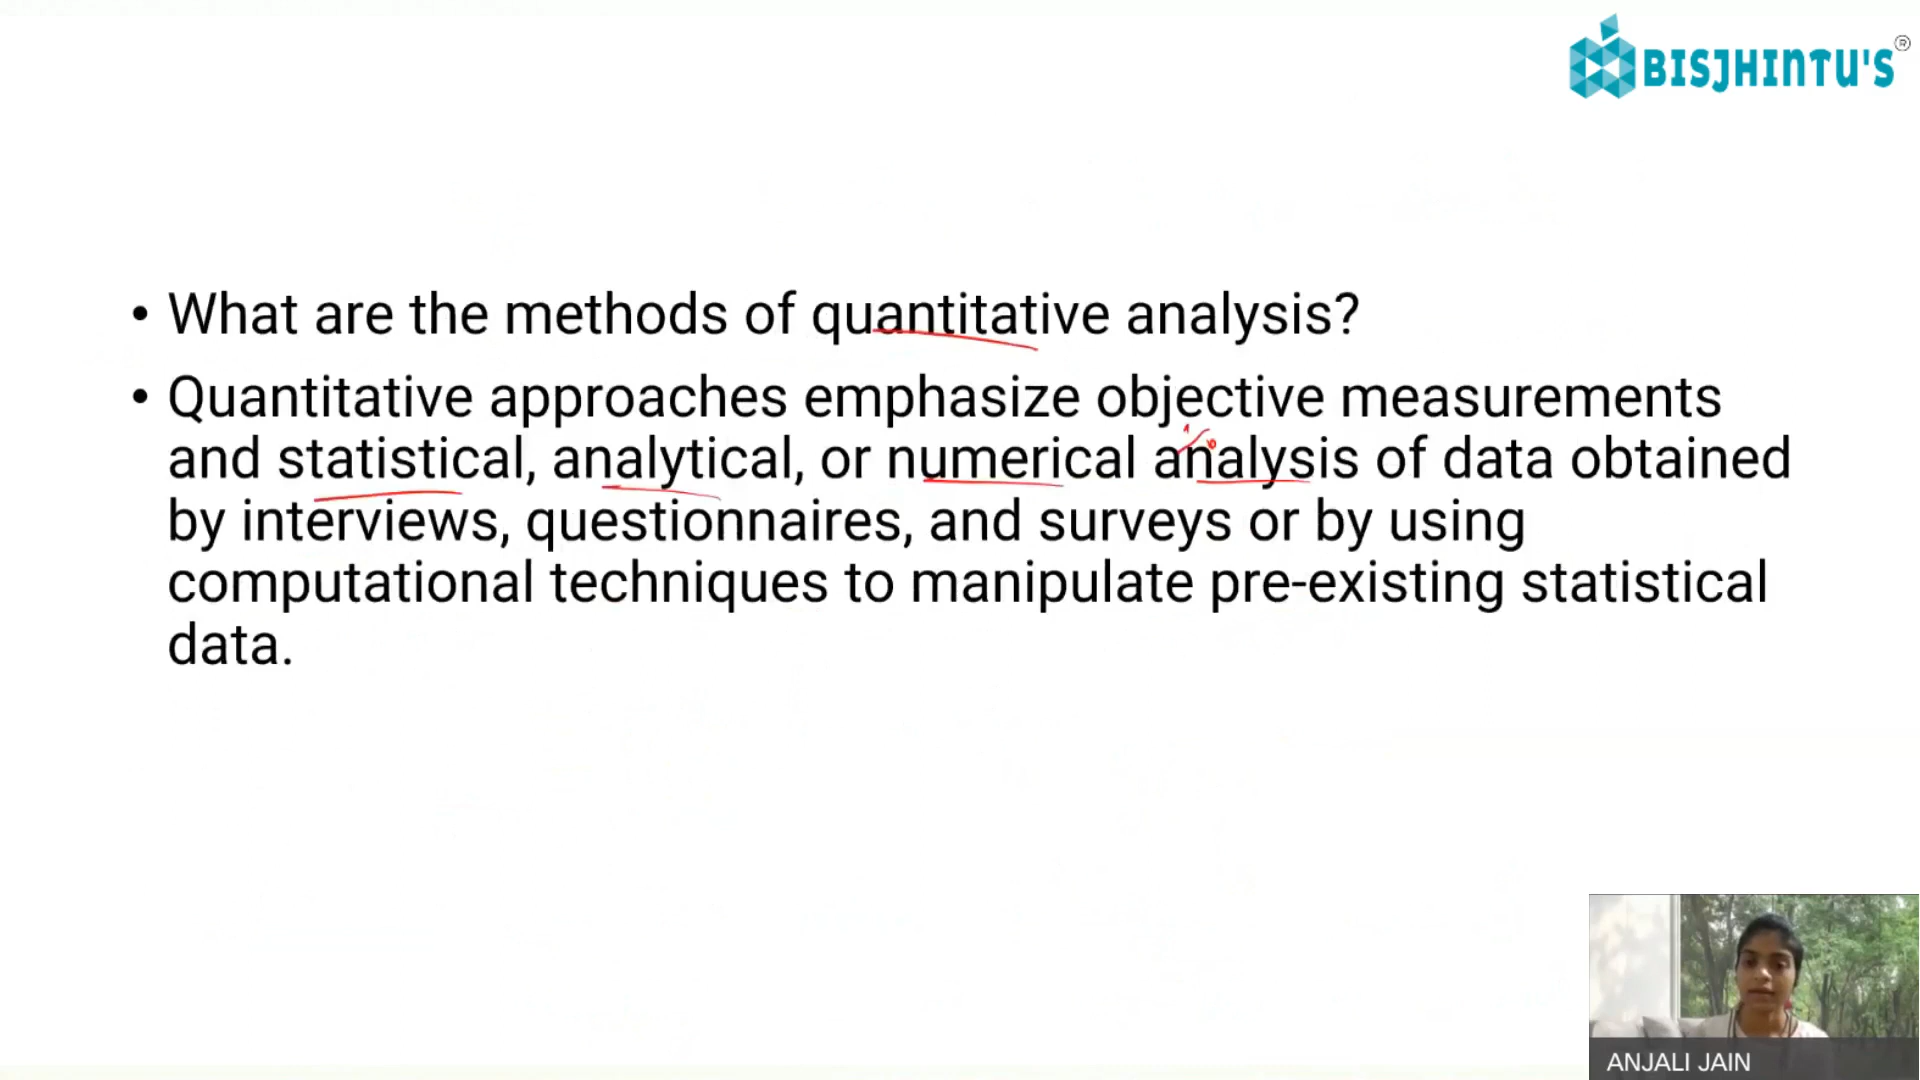 BISJHINTU'S®
• What are the methods of quantitative analysis?
• Quantitative approaches emphasize objective measurements
and statistical, analytical, or numerical analysis of data obtained
by interviews, questionnaires, and surveys or by using
computational techniques to manipulate pre-existing statistical
data.
ANJALI JAIN